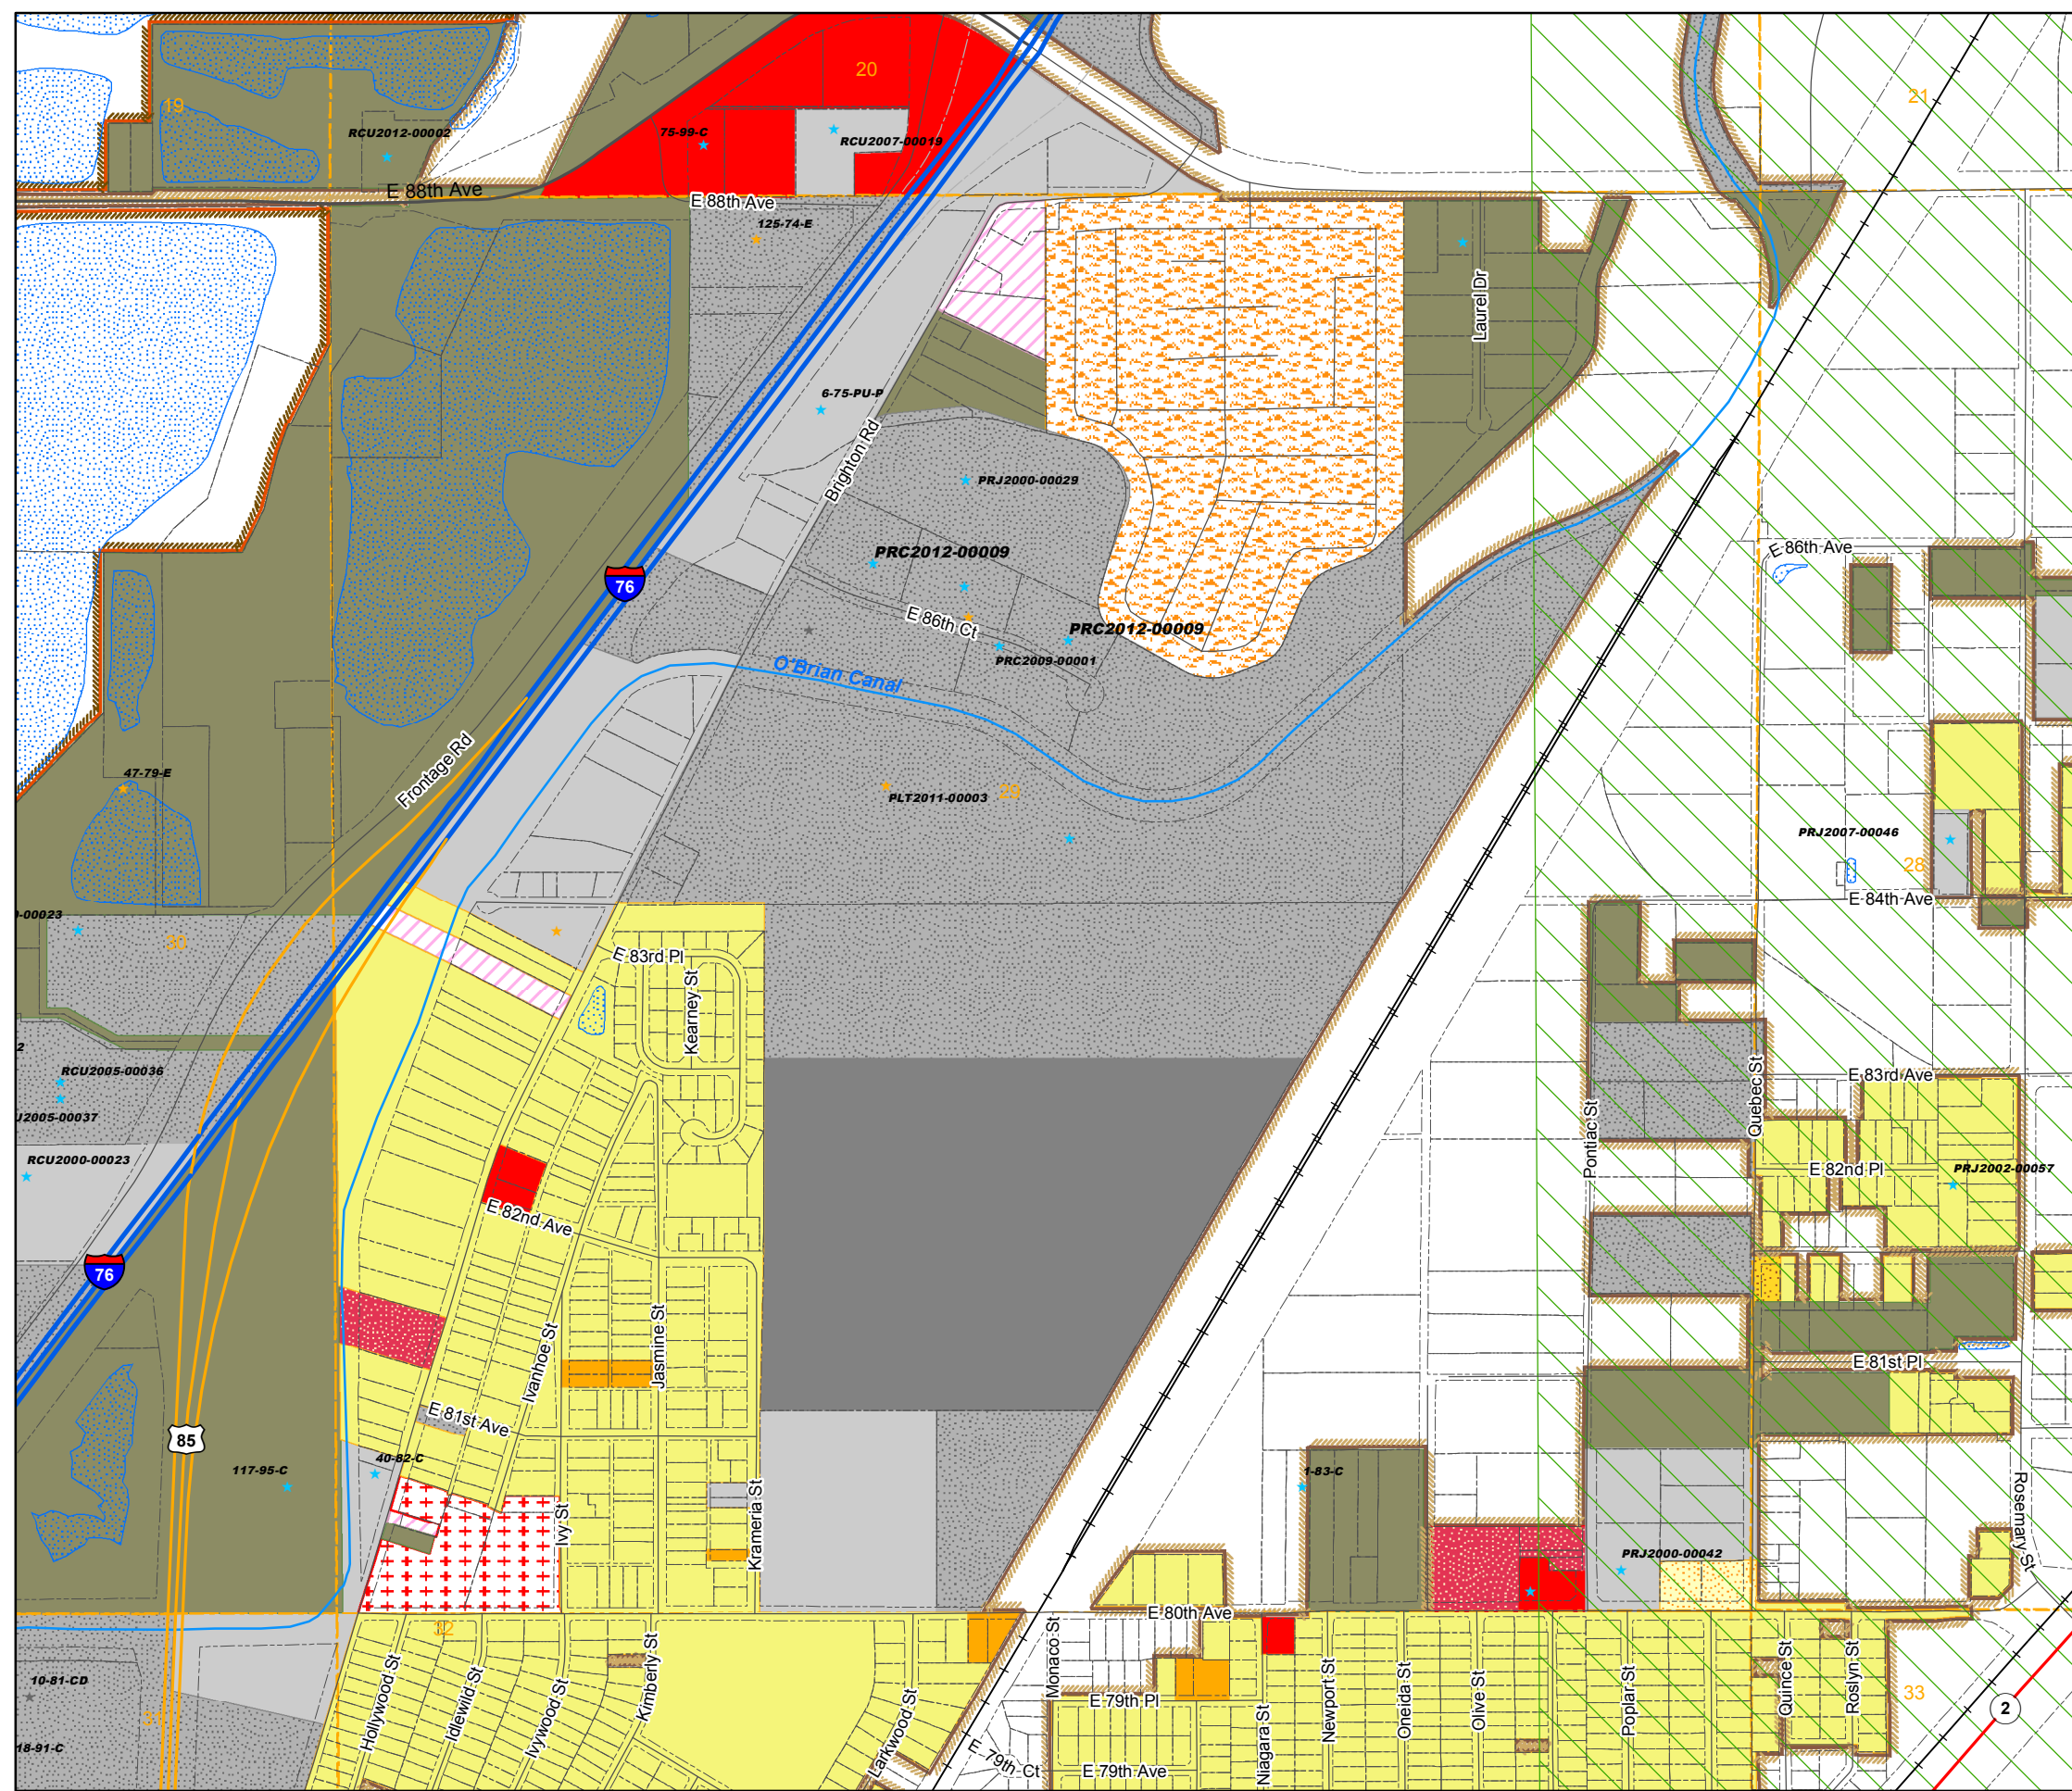 20
19
21
RCU2012-00002
75-99-C
RCU2007-00019
E 88th Ave
E 88th Ave
125-74-E
Laurel Dr
6-75-PU-P
Brighton Rd
PRJ2000-00029
PRC2012-00009
E 86th Ave
76
E 86th Ct
PRC2012-00009
PRC2009-00001
O'Brian Canal
47-79-E
Frontage Rd
PLT2011-00003
29
PRJ2007-00046
28
E 84th Ave
-00023
30
E 83rd Pl
Kearney St
2
RCU2005-00036
J2005-00037
E 83rd Ave
Quebec St
Pontiac St
RCU2000-00023
E 82nd Pl
PRJ2002-00057
E 82nd Ave
76
Ivanhoe St
Jasmine St
E 81st Pl
E 81st Ave
85
117-95-C
40-82-C
1-83-C
Ivy St
Krameria St
Rosemary St
PRJ2000-00042
E 80th Ave
32
10-81-CD
31
18-91-C
Hollywood St
Idlewild St
Ivywood St
Kimberly St
Larkwood St
Monaco St
E 79th Pl
E 79th Ct
E 79th Ave
Niagara St
Newport St
Oneida St
Olive St
Poplar St
Quince St
Roslyn St
33
2